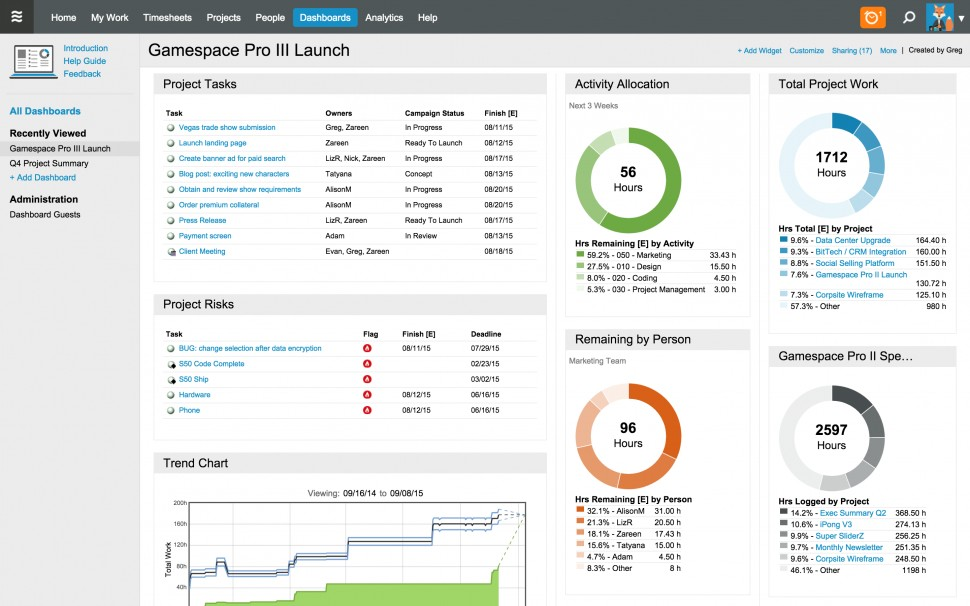 Home My Work Timesheets Projects People Dashboards Analytics Help
Introduction
Help Guide
Feedback
All Dashboards
Recently Viewed
Gamespace Pro III Launch
Q4 Project Summary
+ Add Dashboard
Administration
Dashboard Guests
Gamespace Pro III Launch
+ Add Widget Customize Sharing (17) More | Created by Greg
Project Tasks
Task Owners Campaign Status Finish [E]
Vegas trade show submission Greg, Zareen In Progress 08/11/15
Launch landing page Zareen Ready To Launch 08/12/15
Create banner ad for paid search LizR, Nick, Zareen In Progress 08/17/15
Blog post: exciting new characters Tatyana Concept 08/13/15
Obtain and review show requirements AlisonM In Progress 08/20/15
Order premium collateral AlisonM In Progress 08/20/15
Press Release LizR, Zareen Ready To Launch 08/17/15
Payment screen Adam In Review 08/13/15
Client Meeting Evan, Greg, Zareen 08/18/15
Project Risks
Task Flag Finish [E] Deadline
BUG: change selection after data encryption 08/11/15 07/29/15
S50 Code Complete 02/23/15
S50 Ship 03/02/15
Hardware 08/12/15 06/16/15
Phone 08/12/15 06/16/15
Trend Chart
Viewing: 09/16/14 to 09/08/15
200h
160h
120h
80h
40h
Total Work
Activity Allocation
Next 3 Weeks
56
Hours
Hrs Remaining [E] by Activity
59.2% - 050 - Marketing 33.43 h
27.5% - 010 - Design 15.50 h
8.0% - 020 - Coding 4.50 h
5.3% - 030 - Project Management 3.00 h
Remaining by Person
Marketing Team
96
Hours
Hrs Remaining [E] by Person
32.1% - AlisonM 31.00 h
21.3% - LizR 20.50 h
18.1% - Zareen 17.43 h
15.6% - Tatyana 15.00 h
4.7% - Adam 4.50 h
8.3% - Other 8 h
Total Project Work
1712
Hours
Hrs Total [E] by Project
9.6% - Data Center Upgrade 164.40 h
9.3% - BitTech / CRM Integration 160.00 h
8.8% - Social Selling Platform 151.50 h
7.6% - Gamespace Pro II Launch
130.72 h
7.3% - Corpsite Wireframe 125.10 h
57.3% - Other 980 h
Gamespace Pro II Spe...
2597
Hours
Hrs Logged by Project
14.2% - Exec Summary Q2 368.50 h
10.6% - iPong V3 274.13 h
9.9% - Super SliderZ 256.25 h
9.7% - Monthly Newsletter 251.35 h
9.6% - Corpsite Wireframe 248.50 h
46.1% - Other 1198 h